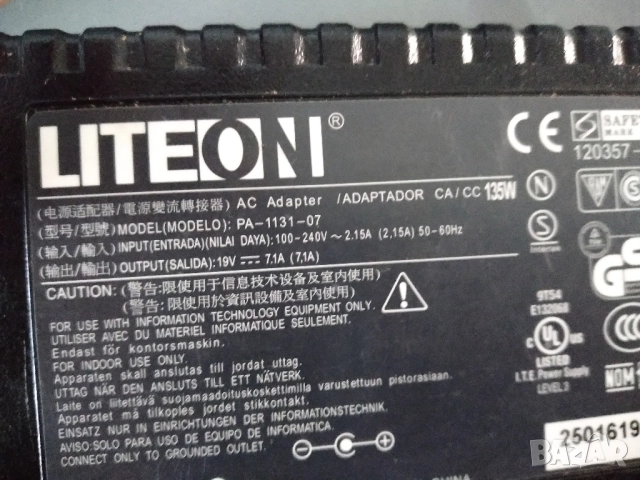 LITEON®
(电源适配器/電源變流轉接器) AC Adapter /ADAPTADOR CA/CC 135W
(型号/型號)MODEL(MODELO): PA-1131-07
(输入/輸入)INPUT(ENTRADA)(NILAI DAYA):100-240V ~ 2.15A (2,15A) 50-60Hz
(输出/輸出)OUTPUT(SALIDA):19V ⎓ 7.1A (7.1A)
CAUTION: (警告:限使用于信息技术设备及室内使用)
(警告:限使用於資訊設備及室內使用)
FOR USE WITH INFORMATION TECHNOLOGY EQUIPMENT ONLY.
UTILISER AVEC DU MATERIEL INFORMATIQUE SEULEMENT.
Endast för kontorsmaskin.
FOR INDOOR USE ONLY.
Apparaten skall anslutas till jordat uttag.
UTTAG NÄR DEN ANSLUTS TILL ETT NÄTVERK.
Laite on liitettävä suojamaadoituskoskettimilla varustettuun pistorasiaan.
Apparatet må tilkoples jordet stikkontakt.
EINSATZ NUR IN EINRICHTUNGEN DER INFORMATIONSTECHNIK.
AVISO:SOLO PARA USO DE EQUIPO DE INFORMATICA.
CONNECT ONLY TO GROUNDED OUTLET.
CE
SAFE
MARK
120357-
N
GS
9TS4
E132068
UL
LISTED
I.T.E. Power Supply
LEVEL 3
NOM
2501619
CHINA
BAZAR